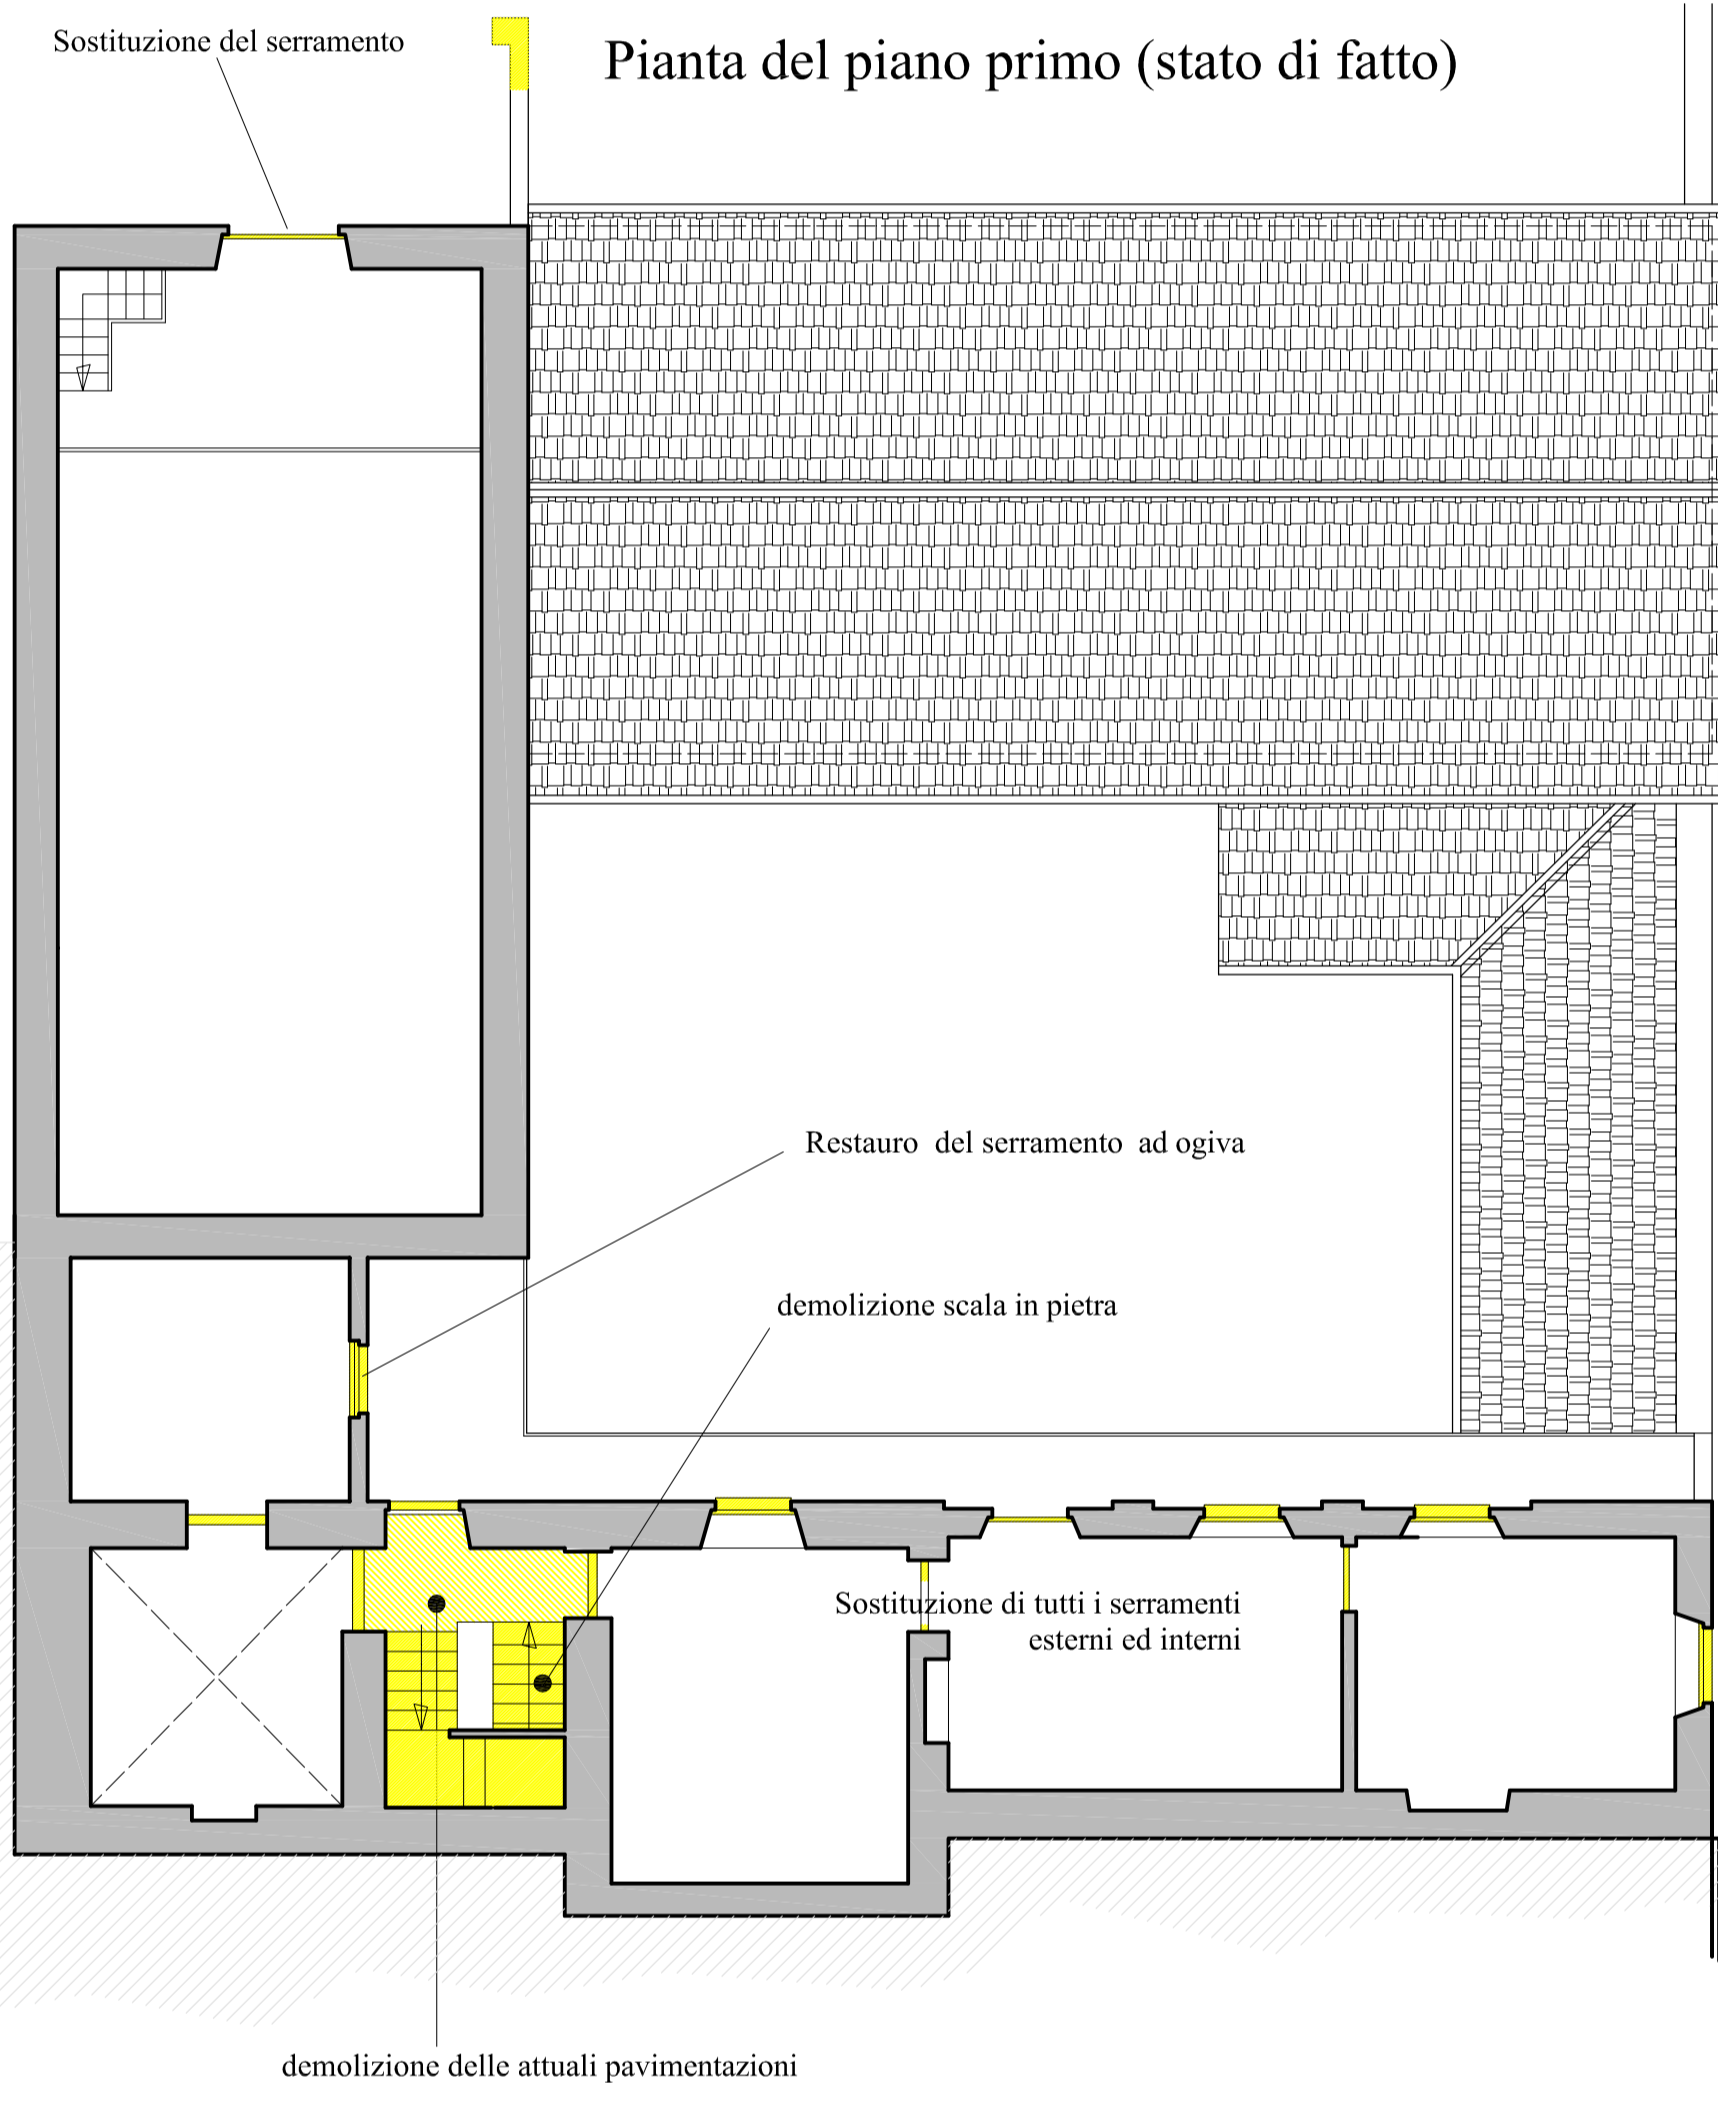 Sostituzione del serramento
Pianta del piano primo (stato di fatto)
Restauro del serramento ad ogiva
demolizione scala in pietra
Sostituzione di tutti i serramenti
esterni ed interni
demolizione delle attuali pavimentazioni